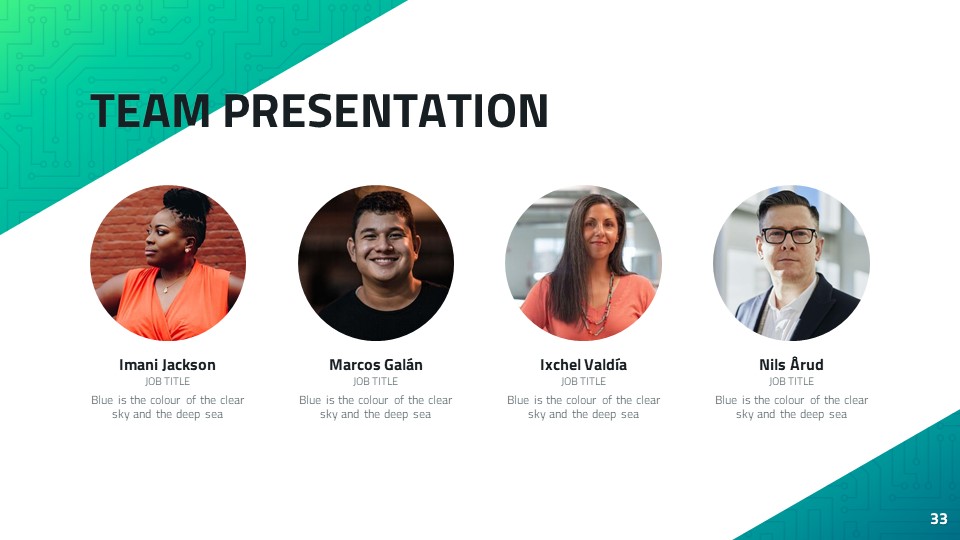 TEAM PRESENTATION
Imani Jackson
JOB TITLE
Blue is the colour of the clear
sky and the deep sea
Marcos Galán
JOB TITLE
Blue is the colour of the clear
sky and the deep sea
Ixchel Valdía
JOB TITLE
Blue is the colour of the clear
sky and the deep sea
Nils Årud
JOB TITLE
Blue is the colour of the clear
sky and the deep sea
33